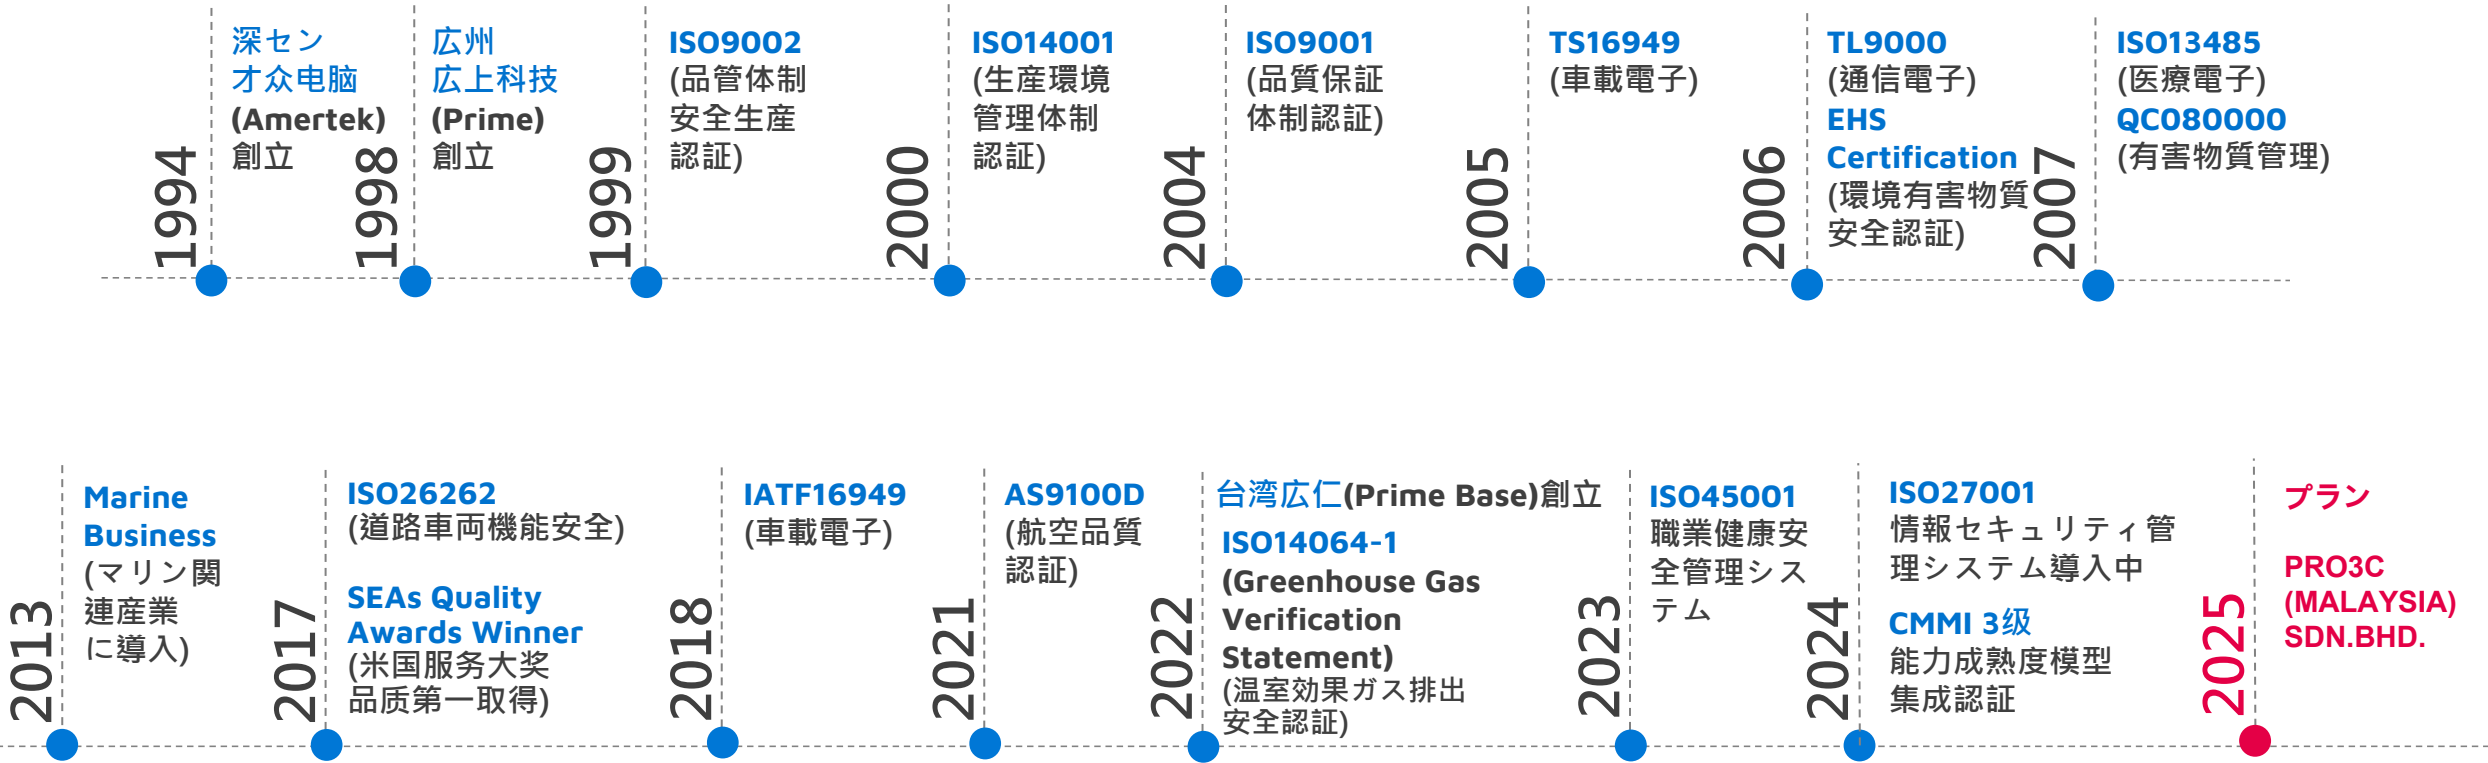 1994
深セン
才众电脑
(Amertek)
創立
1998
広州
広上科技
(Prime)
創立
1999
ISO9002
(品管体制
安全生産
認証)
2000
ISO14001
(生産環境
管理体制
認証)
2004
ISO9001
(品質保証
体制認証)
2005
TS16949
(車載電子)
2006
TL9000
(通信電子)
EHS
Certification
(環境有害物質
安全認証)
2007
ISO13485
(医療電子)
QC080000
(有害物質管理)
2013
Marine
Business
(マリン関
連産業
に導入)
2017
ISO26262
(道路車両機能安全)
SEAs Quality
Awards Winner
(米国服务大奖
品质第一取得)
2018
IATF16949
(車載電子)
2021
AS9100D
(航空品質
認証)
2022
台湾広仁(Prime Base)創立
ISO14064-1
(Greenhouse Gas
Verification
Statement)
(温室効果ガス排出
安全認証)
2023
ISO45001
職業健康安
全管理シス
テム
2024
ISO27001
情報セキュリティ管
理システム導入中
CMMI 3级
能力成熟度模型
集成認証
2025
プラン
PRO3C
(MALAYSIA)
SDN.BHD.